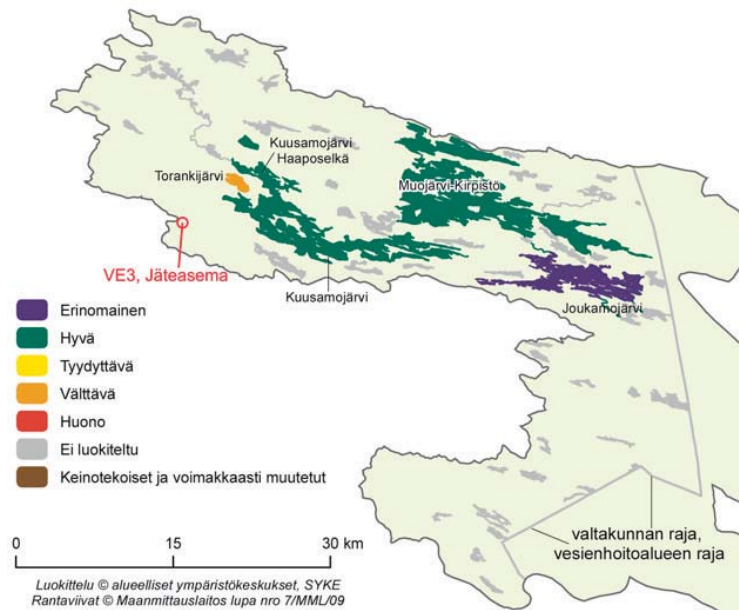 Kuusamojärvi
Haaposelkä
Torankijärvi
Muojärvi-Kirpistö
VE3, Jäteasema
Kuusamojärvi
Joukamojärvi
Erinomainen
Hyvä
Tyydyttävä
Välttävä
Huono
Ei luokiteltu
Keinotekoiset ja voimakkaasti muutetut
valtakunnan raja,
vesienhoitoalueen raja
0 15 30 km
Luokittelu © alueelliset ympäristökeskukset, SYKE
Rantaviivat © Maanmittauslaitos lupa nro 7/MML/09